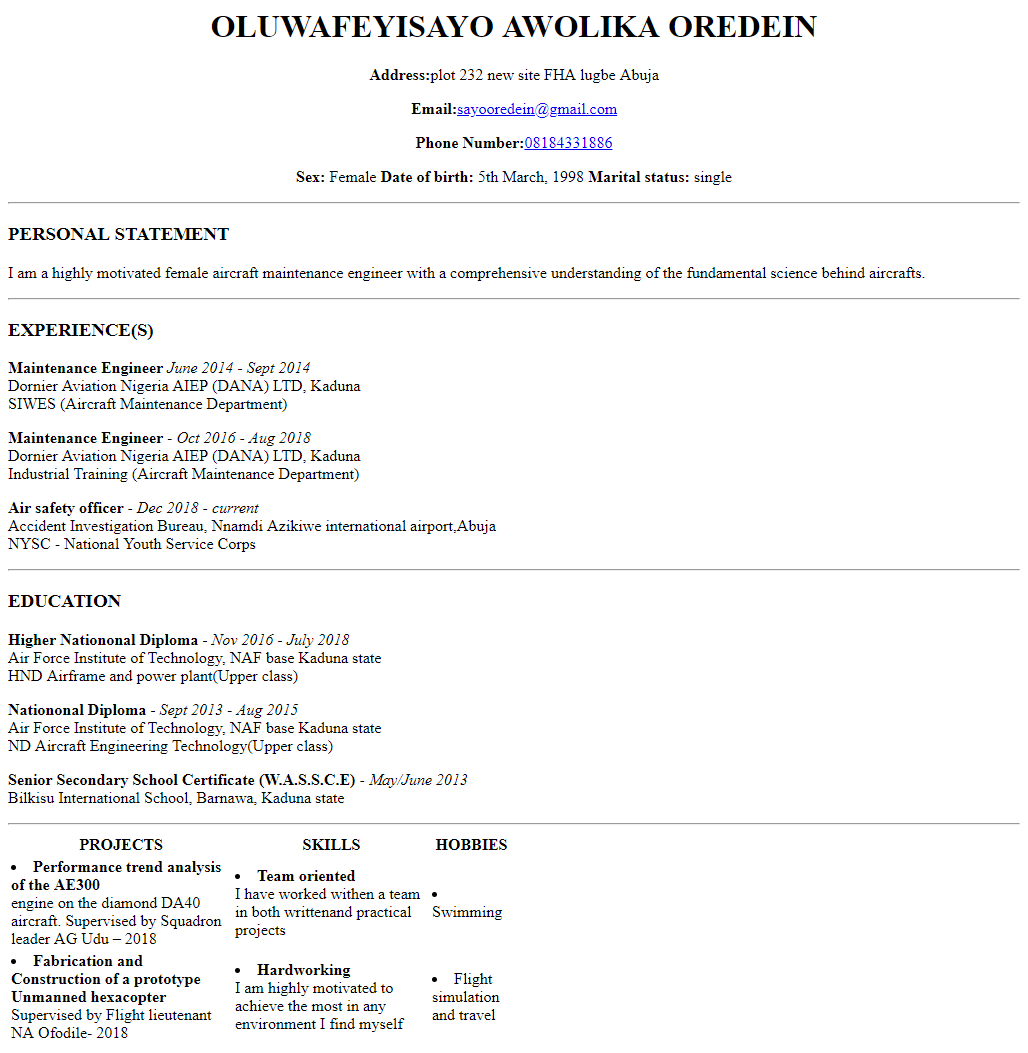 OLUWAFEYISAYO AWOLIKA OREDEIN
Address:plot 232 new site FHA lugbe Abuja
Email:sayooredein@gmail.com
Phone Number:08184331886
Sex: Female Date of birth: 5th March, 1998 Marital status: single
PERSONAL STATEMENT
I am a highly motivated female aircraft maintenance engineer with a comprehensive understanding of the fundamental science behind aircrafts.
EXPERIENCE(S)
Maintenance Engineer June 2014 - Sept 2014
Dornier Aviation Nigeria AIEP (DANA) LTD, Kaduna
SIWES (Aircraft Maintenance Department)
Maintenance Engineer - Oct 2016 - Aug 2018
Dornier Aviation Nigeria AIEP (DANA) LTD, Kaduna
Industrial Training (Aircraft Maintenance Department)
Air safety officer - Dec 2018 - current
Accident Investigation Bureau, Nnamdi Azikiwe international airport,Abuja
NYSC - National Youth Service Corps
EDUCATION
Higher Nationonal Diploma - Nov 2016 - July 2018
Air Force Institute of Technology, NAF base Kaduna state
HND Airframe and power plant(Upper class)
Nationonal Diploma - Sept 2013 - Aug 2015
Air Force Institute of Technology, NAF base Kaduna state
ND Aircraft Engineering Technology(Upper class)
Senior Secondary School Certificate (W.A.S.S.C.E) - May/June 2013
Bilkisu International School, Barnawa, Kaduna state
PROJECTS SKILLS HOBBIES
• Performance trend analysis
of the AE300
engine on the diamond DA40
aircraft. Supervised by Squadron
leader AG Udu – 2018
• Team oriented
I have worked withen a team
in both writtenand practical
projects
•
Swimming
• Fabrication and
Construction of a prototype
Unmanned hexacopter
Supervised by Flight lieutenant
NA Ofodile- 2018
• Hardworking
I am highly motivated to
achieve the most in any
environment I find myself
• Flight
simulation
and travel